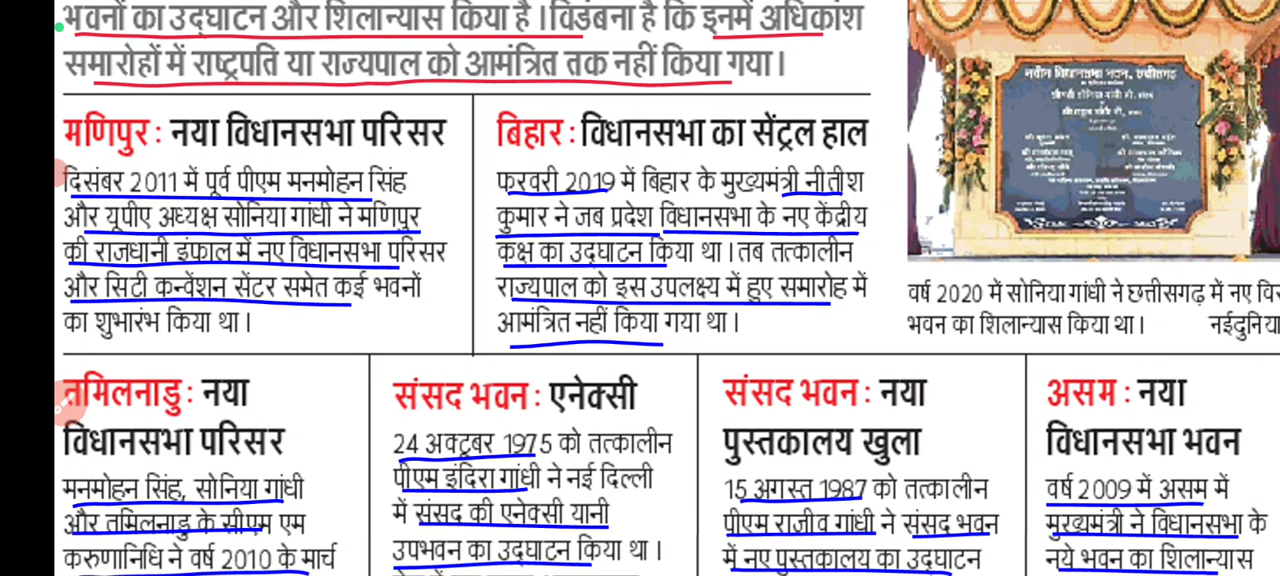 भवनों का उद्घाटन और शिलान्यास किया है। विडंबना है कि इनमें अधिकांश
समारोहों में राष्ट्रपति या राज्यपाल को आमंत्रित तक नहीं किया गया।
मणिपुर: नया विधानसभा परिसर
दिसंबर 2011 में पूर्व पीएम मनमोहन सिंह
और यूपीए अध्यक्ष सोनिया गांधी ने मणिपुर
की राजधानी इंफाल में नए विधानसभा परिसर
और सिटी कन्वेंशन सेंटर समेत कई भवनों
का शुभारंभ किया था।
बिहार: विधानसभा का सेंट्रल हाल
फरवरी 2019 में बिहार के मुख्यमंत्री नीतीश
कुमार ने जब प्रदेश विधानसभा के नए केंद्रीय
कक्ष का उद्घाटन किया था। तब तत्कालीन
राज्यपाल को इस उपलक्ष्य में हुए समारोह में
आमंत्रित नहीं किया गया था।
नवीन विधानसभा भवन, छत्तीसगढ़
वर्ष 2020 में सोनिया गांधी ने छत्तीसगढ़ में नए
भवन का शिलान्यास किया था। नईदुनिया
तमिलनाडु: नया
विधानसभा परिसर
मनमोहन सिंह, सोनिया गांधी
और तमिलनाडु के सीएम एम
करुणानिधि ने वर्ष 2010 के मार्च
संसद भवन: एनेक्सी
24 अक्टूबर 1975 को तत्कालीन
पीएम इंदिरा गांधी ने नई दिल्ली
में संसद की एनेक्सी यानी
उपभवन का उद्घाटन किया था।
संसद भवन: नया
पुस्तकालय खुला
15 अगस्त 1987 को तत्कालीन
पीएम राजीव गांधी ने संसद भवन
में नए पुस्तकालय का उद्घाटन
असम: नया
विधानसभा भवन
वर्ष 2009 में असम में
मुख्यमंत्री ने विधानसभा के
नये भवन का शिलान्यास